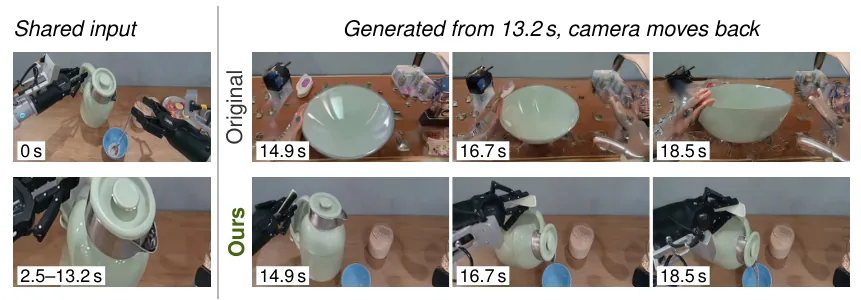 Shared input
Generated from 13.2 s, camera moves back
0 s
Original
14.9 s
16.7 s
18.5 s
2.5–13.2 s
Ours
14.9 s
16.7 s
18.5 s